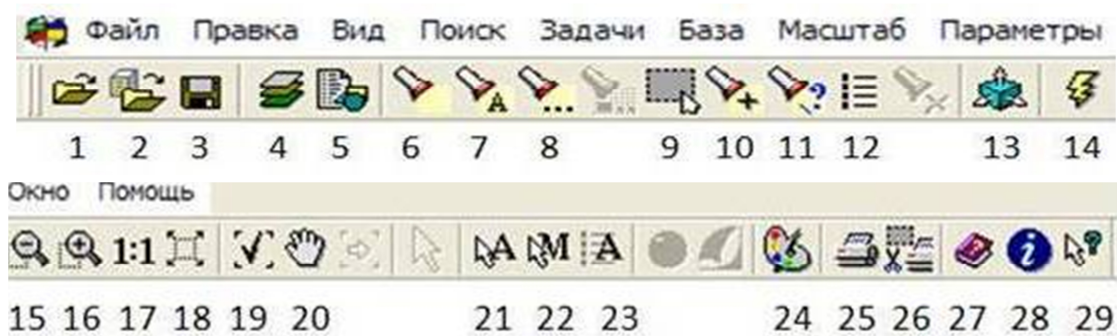 Файл Правка Вид Поиск Задачи База Масштаб Параметры
A ... + ?
1 2 3 4 5 6 7 8 9 10 11 12 13 14
Окно Помощь
1:1 A M A i ?
15 16 17 18 19 20 21 22 23 24 25 26 27 28 29